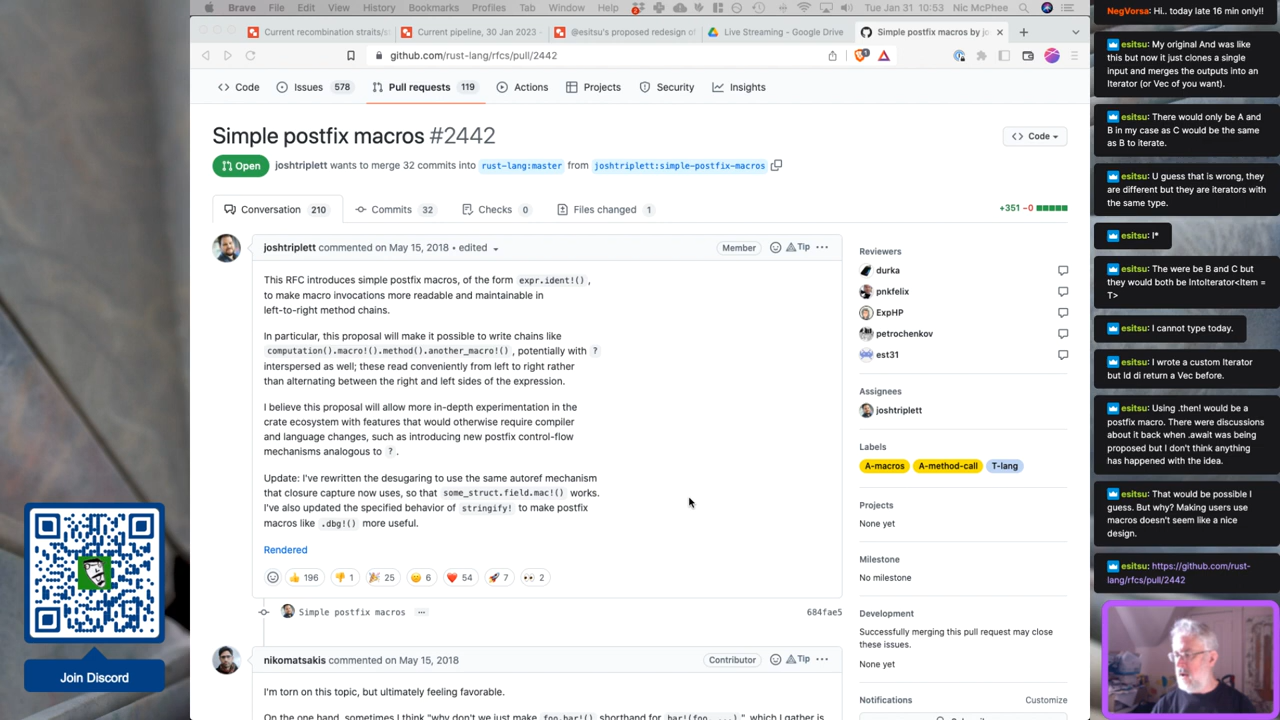 Brave File Edit View History Bookmarks Profiles Tab Window Help Tue Jan 31 10:53 Nic McPhee
Current recombination straits/s
Current pipeline, 30 Jan 2023 -
@esitsu's proposed redesign of
Live Streaming - Google Drive
Simple postfix macros by jo
github.com/rust-lang/rfcs/pull/2442
Code Issues 578 Pull requests 119 Actions Projects Security Insights
Simple postfix macros #2442
Code
Open joshtriplett wants to merge 32 commits into rust-lang:master from joshtriplett:simple-postfix-macros
Conversation 210 Commits 32 Checks 0 Files changed 1
+351 −0
joshtriplett commented on May 15, 2018 • edited
Member Tip
This RFC introduces simple postfix macros, of the form expr.ident!(),
to make macro invocations more readable and maintainable in
left-to-right method chains.
In particular, this proposal will make it possible to write chains like
computation().macro!().method().another_macro!(), potentially with ?
interspersed as well; these read conveniently from left to right rather
than alternating between the right and left sides of the expression.
I believe this proposal will allow more in-depth experimentation in the
crate ecosystem with features that would otherwise require compiler
and language changes, such as introducing new postfix control-flow
mechanisms analogous to ?.
Update: I've rewritten the desugaring to use the same autoref mechanism
that closure capture now uses, so that some_struct.field.mac!() works.
I've also updated the specified behavior of stringify! to make postfix
macros like .dbg!() more useful.
Rendered
196 1 25 6 54 7 2
Simple postfix macros 684fae5
nikomatsakis commented on May 15, 2018
Contributor Tip
I'm torn on this topic, but ultimately feeling favorable.
On the one hand, sometimes I think "why don't we just make foo.bar!() shorthand for bar!(foo, ...)," which I gather is
Reviewers
durka
pnkfelix
ExpHP
petrochenkov
est31
Assignees
joshtriplett
Labels
A-macros A-method-call T-lang
Projects
None yet
Milestone
No milestone
Development
Successfully merging this pull request may close
these issues.
None yet
Notifications Customize
NegVorsa: Hi.. today late 16 min only!!
esitsu: My original And was like
this but now it just clones a single
input and merges the outputs into an
Iterator (or Vec of you want).
esitsu: There would only be A and
B in my case as C would be the same
as B to iterate.
esitsu: U guess that is wrong, they
are different but they are iterators with
the same type.
esitsu: I*
esitsu: The were be B and C but
they would both be IntoIterator<Item =
T>
esitsu: I cannot type today.
esitsu: I wrote a custom Iterator
but Id di return a Vec before.
esitsu: Using .then! would be a
postfix macro. There were discussions
about it back when .await was being
proposed but I don't think anything
has happened with the idea.
esitsu: That would be possible I
guess. But why? Making users use
macros doesn't seem like a nice
design.
esitsu: https://github.com/rust-
lang/rfcs/pull/2442
Join Discord